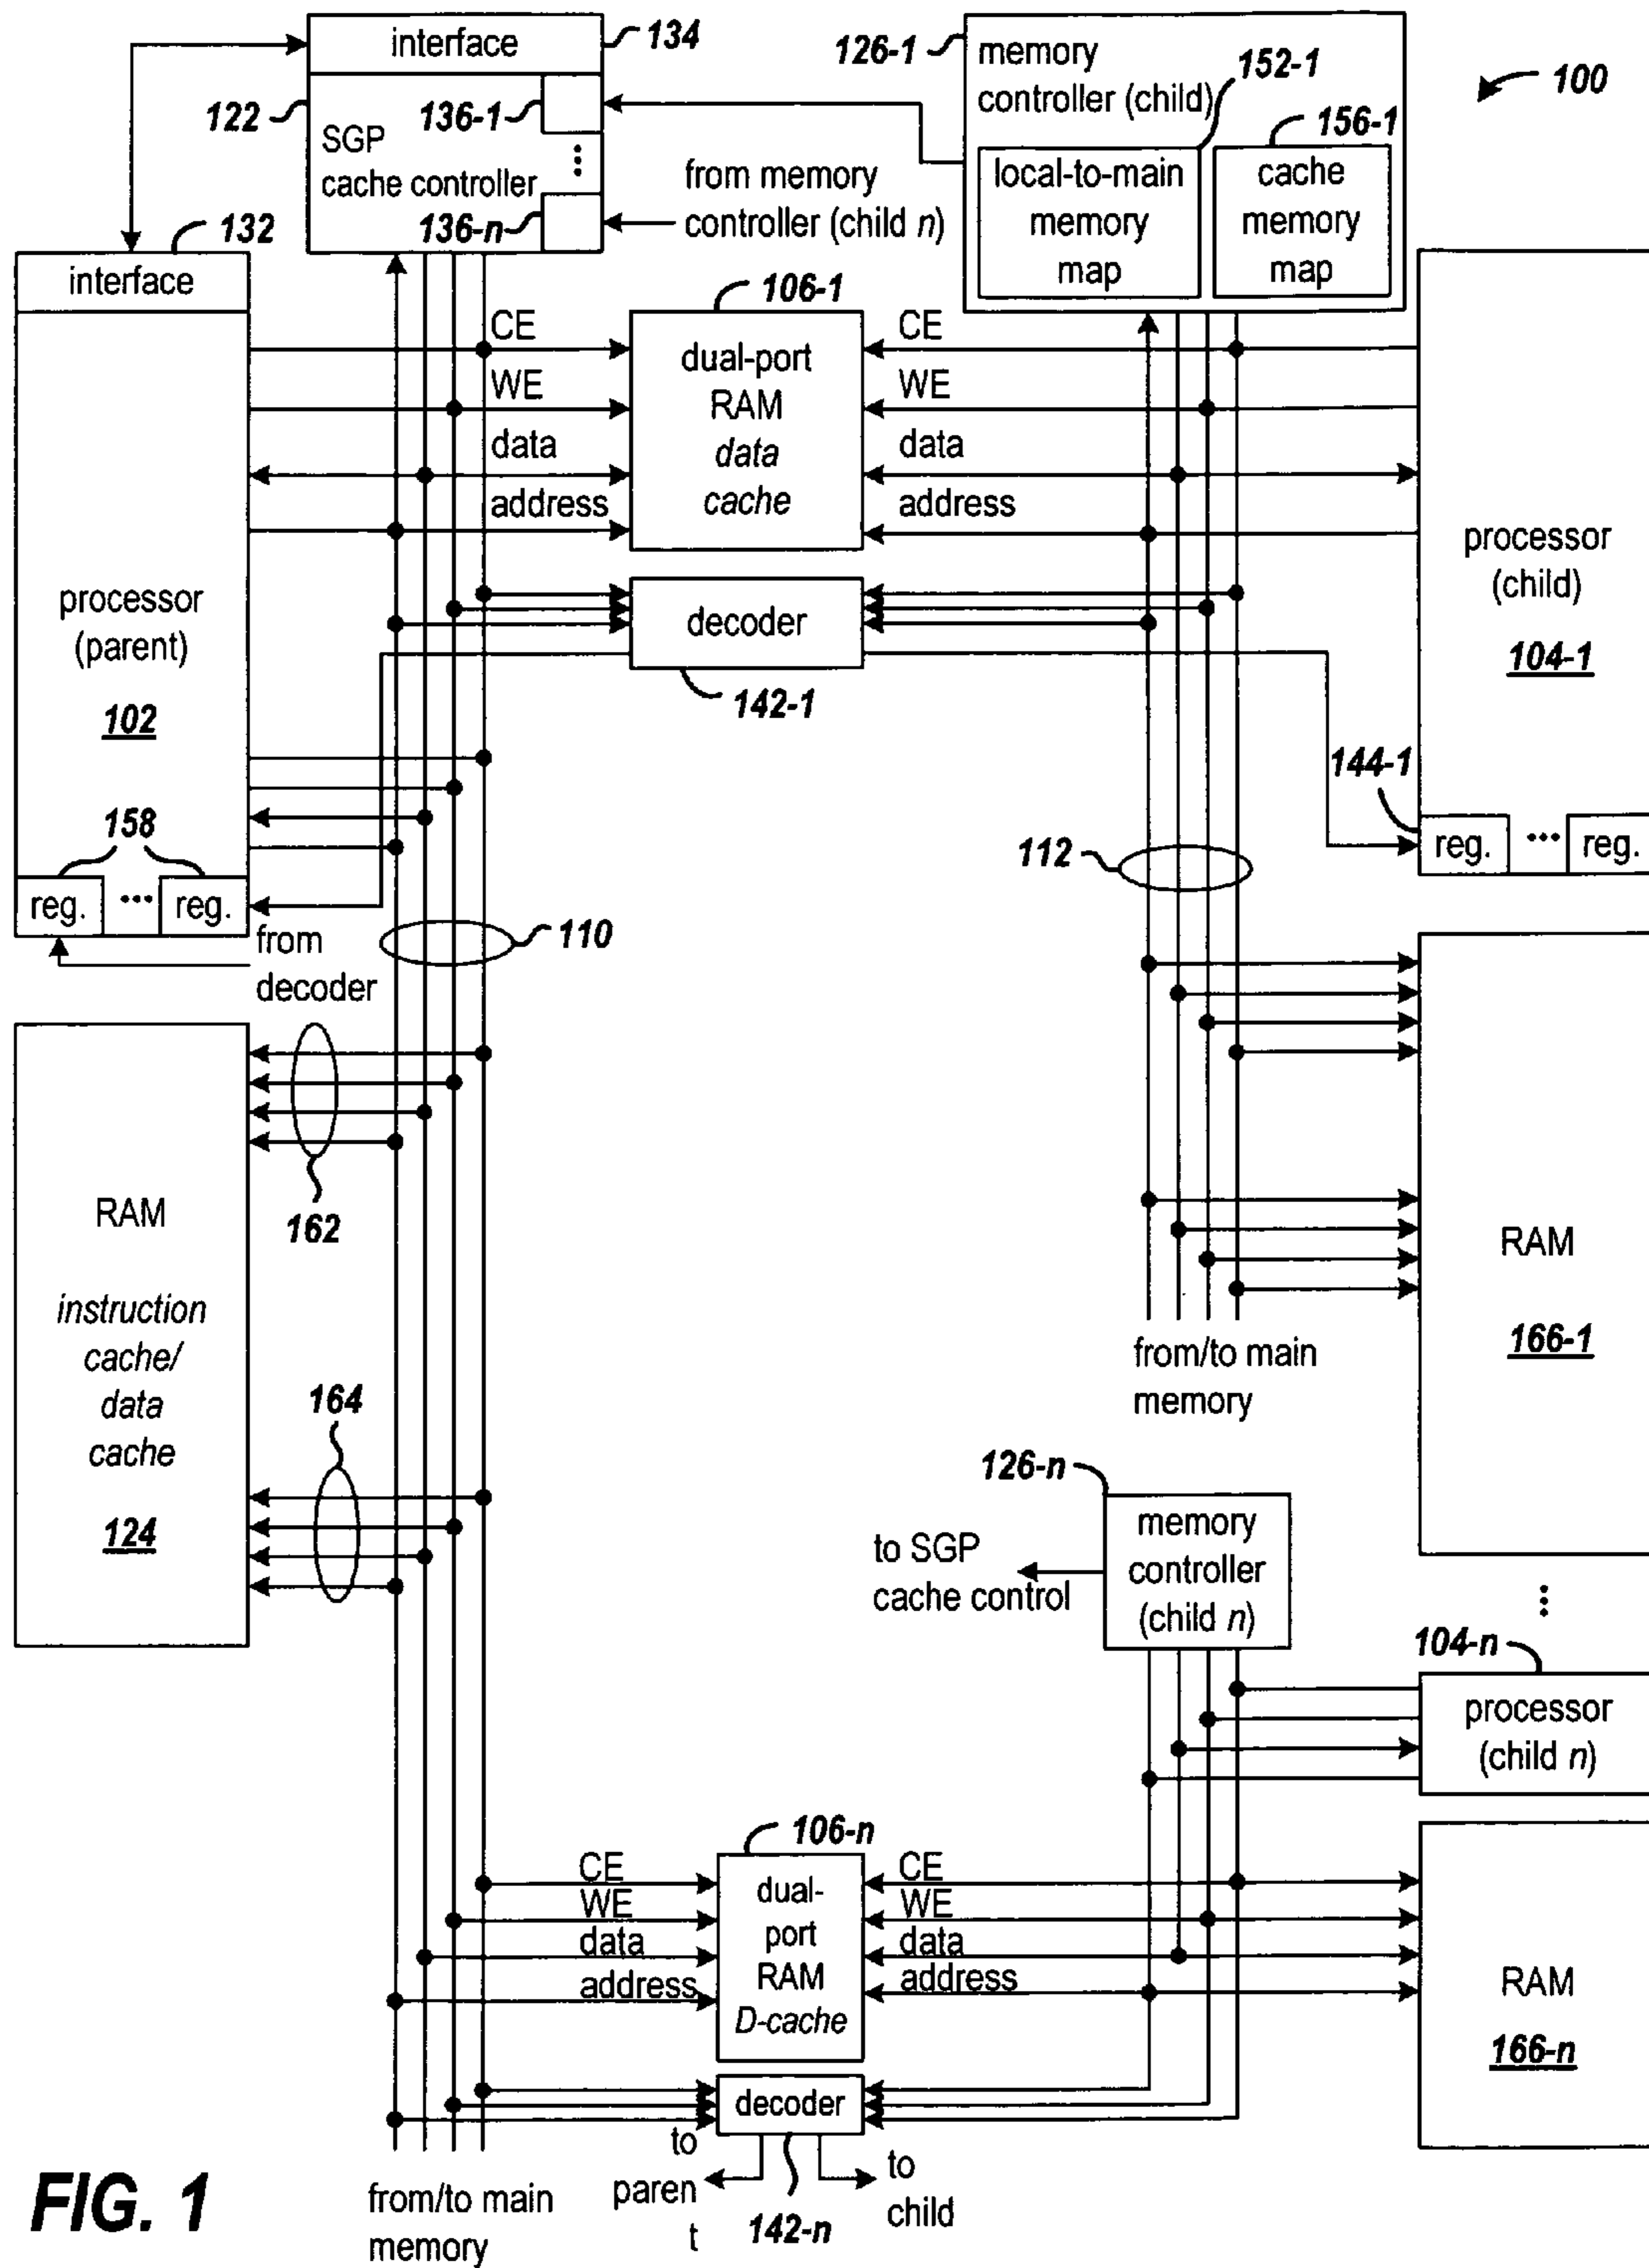 interface
134
122
136-1
SGP
cache controller
136-n
from memory
controller (child n)
126-1
memory
controller (child)
152-1
156-1
local-to-main
memory
map
cache
memory
map
100
132
interface
processor
(parent)
102
158
reg. ••• reg.
from
decoder
CE
WE
data
address
106-1
dual-port
RAM
data
cache
CE
WE
data
address
decoder
142-1
processor
(child)
104-1
144-1
reg. ••• reg.
110
112
162
RAM
instruction
cache/
data
cache
124
164
from/to main
memory
RAM
166-1
126-n
memory
controller
(child n)
to SGP
cache control
104-n
processor
(child n)
106-n
CE
WE
data
address
dual-
port
RAM
D-cache
CE
WE
data
address
RAM
166-n
decoder
to
paren
t
142-n
to
child
from/to main
memory
FIG. 1